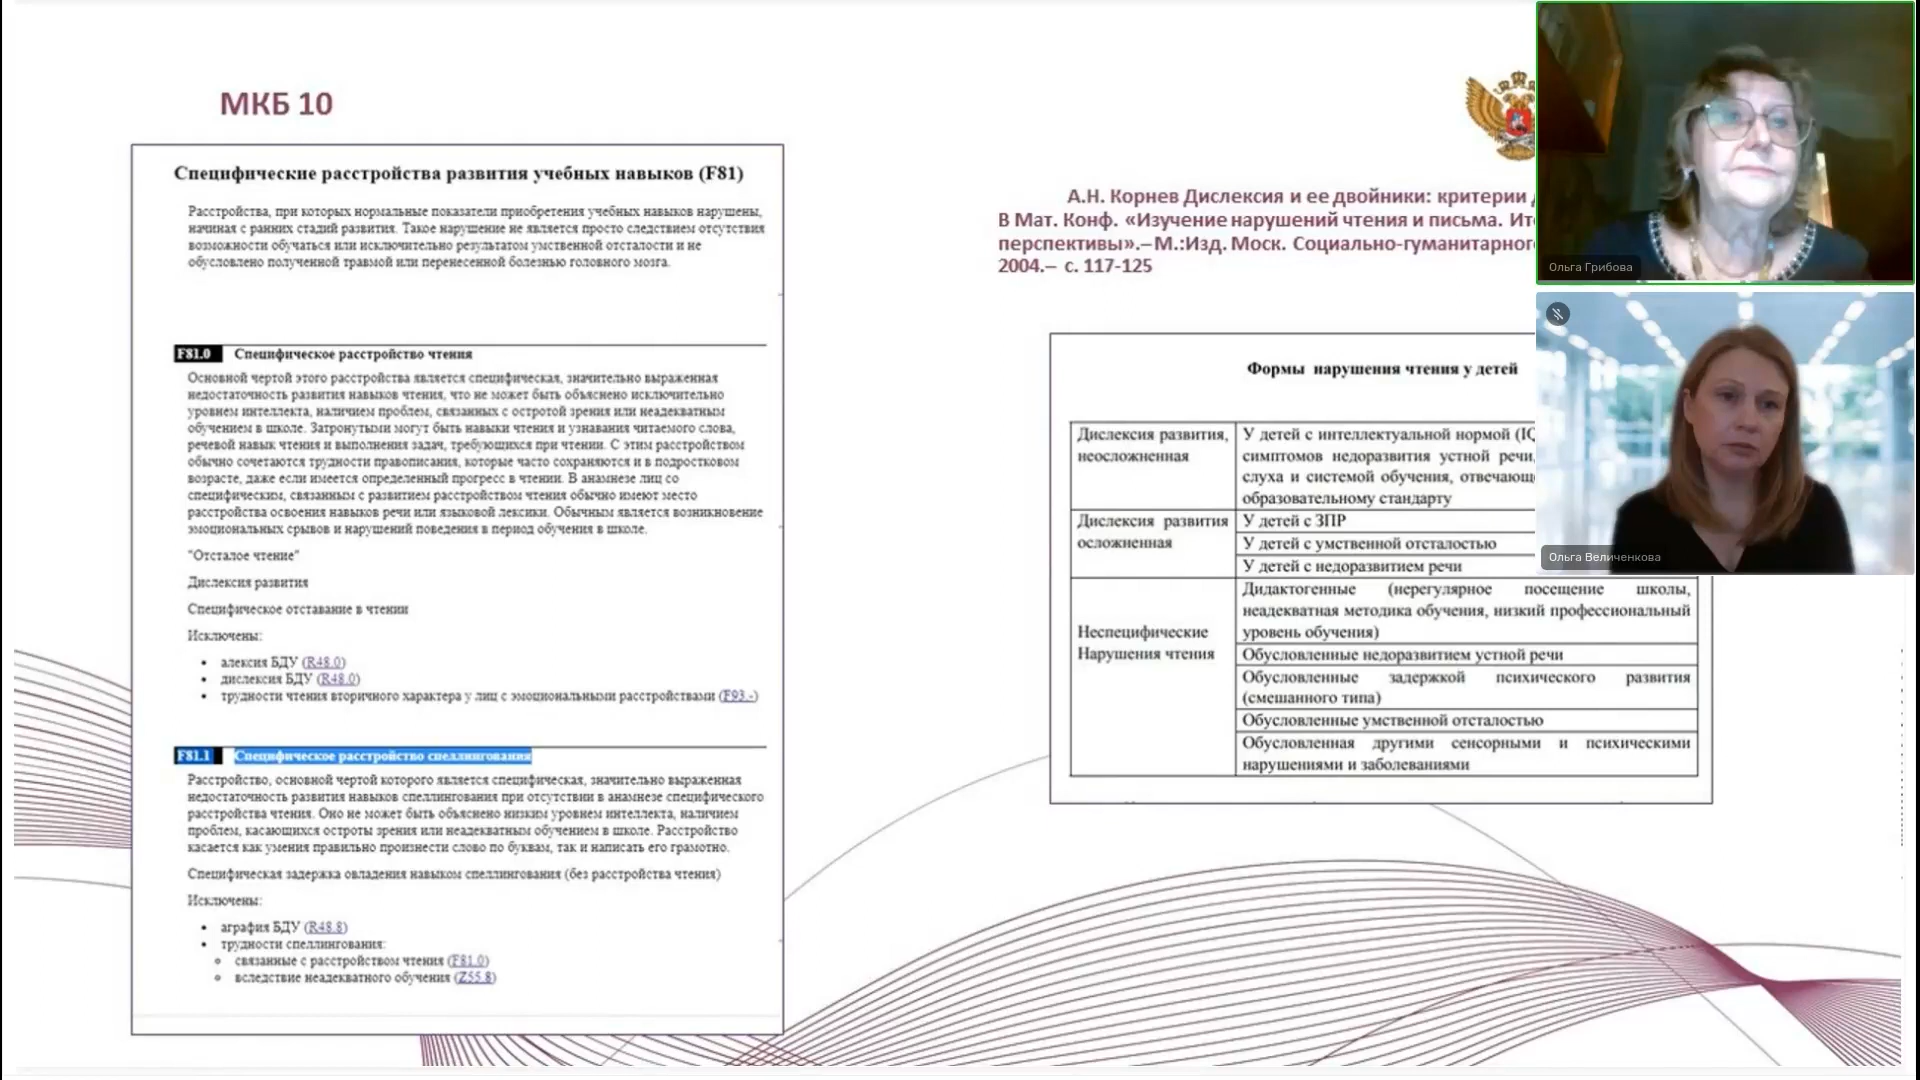 МКБ 10
Специфические расстройства развития учебных навыков (F81)
Расстройства, при которых нормальные показатели приобретения учебных навыков нарушены,
начиная с ранних стадий развития. Такое нарушение не является просто следствием отсутствия
возможности обучаться или исключительно результатом умственной отсталости и не
обусловлено полученной травмой или перенесенной болезнью головного мозга.
F81.0 Специфическое расстройство чтения
Основной чертой этого расстройства является специфическая, значительно выраженная
недостаточность развития навыков чтения, что не может быть объяснено исключительно
уровнем интеллекта, наличием проблем, связанных с остротой зрения или неадекватным
обучением в школе. Затронутыми могут быть навыки чтения и узнавания читаемого слова,
речевой навык чтения и выполнения задач, требующихся при чтении. С этим расстройством
обычно сочетаются трудности правописания, которые часто сохраняются и в подростковом
возрасте, даже если имеется определенный прогресс в чтении. В анамнезе лиц со
специфическим, связанным с развитием расстройством чтения обычно имеют место
расстройства освоения навыков речи или языковой лексики. Обычным является возникновение
эмоциональных срывов и нарушений поведения в период обучения в школе.
"Отсталое чтение"
Дислексия развития
Специфическое отставание в чтении
Исключены:
• алексия БДУ (R48.0)
• дислексия БДУ (R48.0)
• трудности чтения вторичного характера у лиц с эмоциональными расстройствами (F93.-)
F81.1 Специфическое расстройство спеллингования
Расстройство, основной чертой которого является специфическая, значительно выраженная
недостаточность развития навыков спеллингования при отсутствии в анамнезе специфического
расстройства чтения. Оно не может быть объяснено низким уровнем интеллекта, наличием
проблем, касающихся остроты зрения или неадекватным обучением в школе. Расстройство
касается как умения правильно произнести слово по буквам, так и написать его грамотно.
Специфическая задержка овладения навыком спеллингования (без расстройства чтения)
Исключены:
• аграфия БДУ (R48.8)
• трудности спеллингования:
◦ связанные с расстройством чтения (F81.0)
◦ вследствие неадекватного обучения (Z55.8)
А.Н. Корнев Дислексия и ее двойники: критерии
В Мат. Конф. «Изучение нарушений чтения и письма.
перспективы».–М.:Изд. Моск. Социально-гуманитарног
2004.– с. 117-125
Формы нарушения чтения у детей
Дислексия развития,
неосложненная
У детей с интеллектуальной нормой (IQ
симптомов недоразвития устной речи,
слуха и системой обучения, отвечающ
образовательному стандарту
Дислексия развития
осложненная
У детей с ЗПР
У детей с умственной отсталостью
У детей с недоразвитием речи
Неспецифические
Нарушения чтения
Дидактогенные (нерегулярное посещение школы,
неадекватная методика обучения, низкий профессиональный
уровень обучения)
Обусловленные недоразвитием устной речи
Обусловленные задержкой психического развития
(смешанного типа)
Обусловленные умственной отсталостью
Обусловленная другими сенсорными и психическими
нарушениями и заболеваниями
Ольга Грибова
Ольга Величенкова